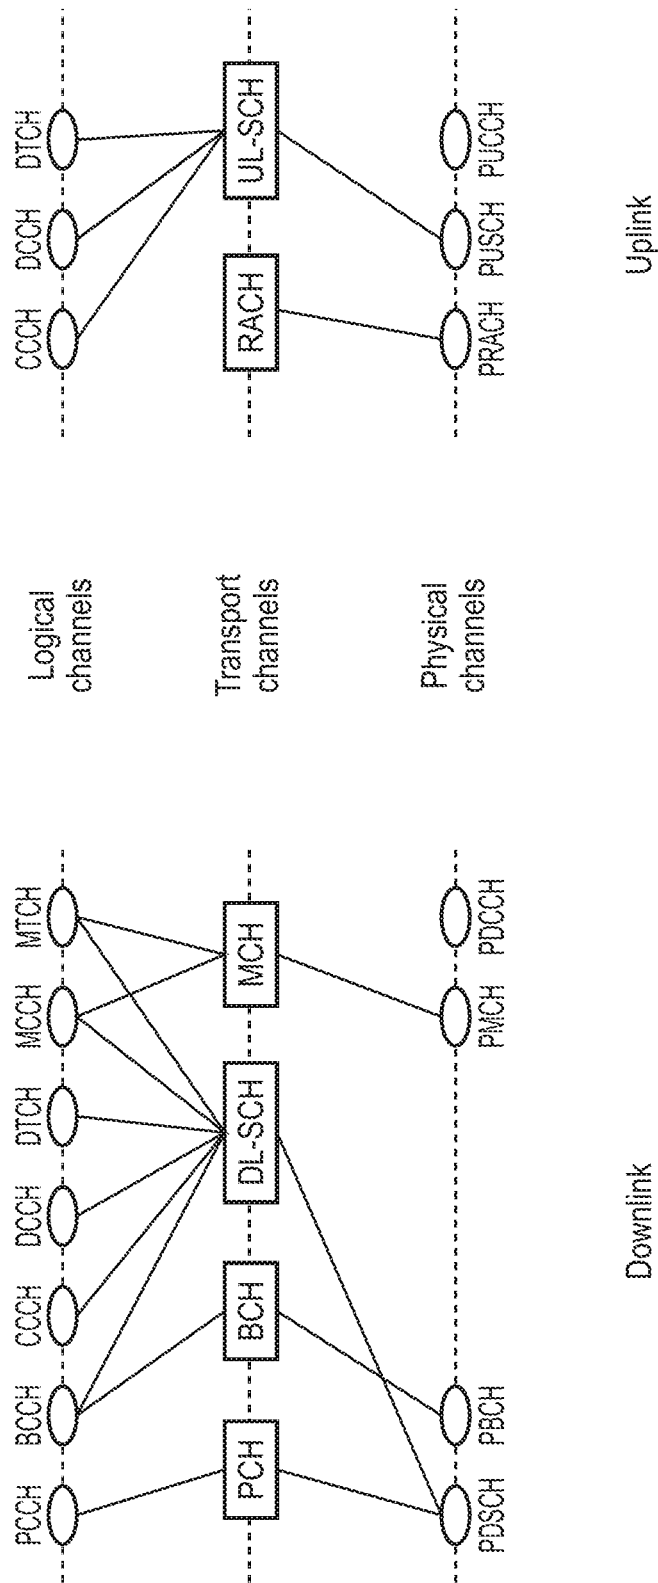 PCCH
BCCH
CCCH
DCCH
DTCH
MCCH
MTCH
PCH
BCH
DL-SCH
MCH
PDSCH
PBCH
PMCH
PDCCH
Downlink
Logical
channels
Transport
channels
Physical
channels
CCCH
DCCH
DTCH
RACH
UL-SCH
PRACH
PUSCH
PUCCH
Uplink